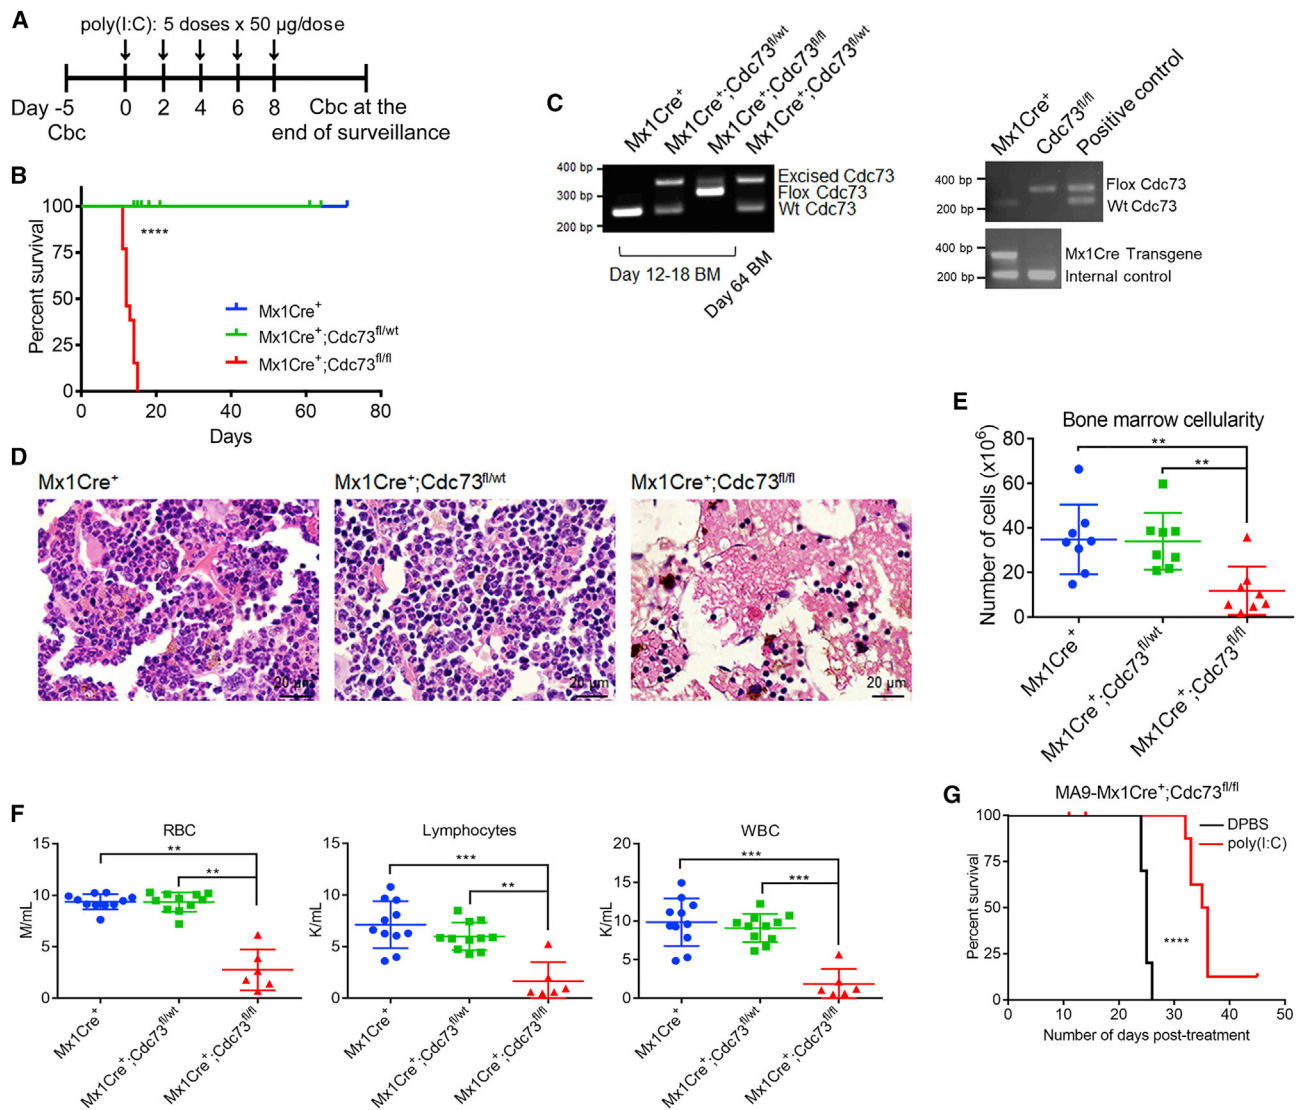 A
poly(I:C): 5 doses x 50 µg/dose
Day -5 0 2 4 6 8 Cbc at the
Cbc end of surveillance
B
Percent survival
100
75
50
25
0
0 20 40 60 80
Days
****
Mx1Cre+
Mx1Cre+;Cdc73fl/wt
Mx1Cre+;Cdc73fl/fl
C
Mx1Cre+
Mx1Cre+;Cdc73fl/wt
Mx1Cre+;Cdc73fl/fl
Mx1Cre+;Cdc73fl/wt
400 bp
300 bp
200 bp
Excised Cdc73
Flox Cdc73
Wt Cdc73
Day 12-18 BM
Day 64 BM
Mx1Cre+
Cdc73fl/fl
Positive control
400 bp
200 bp
Flox Cdc73
Wt Cdc73
400 bp
200 bp
Mx1Cre Transgene
Internal control
D
Mx1Cre+
Mx1Cre+;Cdc73fl/wt
Mx1Cre+;Cdc73fl/fl
20 µm
20 µm
20 µm
E
Bone marrow cellularity
Number of cells (x10⁶)
80
60
40
20
0
**
**
Mx1Cre+
Mx1Cre+;Cdc73fl/wt
Mx1Cre+;Cdc73fl/fl
F
RBC
M/mL
15
10
5
0
**
**
Mx1Cre+
Mx1Cre+;Cdc73fl/wt
Mx1Cre+;Cdc73fl/fl
Lymphocytes
K/mL
15
10
5
0
***
**
Mx1Cre+
Mx1Cre+;Cdc73fl/wt
Mx1Cre+;Cdc73fl/fl
WBC
K/mL
20
15
10
5
0
***
***
Mx1Cre+
Mx1Cre+;Cdc73fl/wt
Mx1Cre+;Cdc73fl/fl
G
MA9-Mx1Cre+;Cdc73fl/fl
Percent survival
100
75
50
25
0
DPBS
poly(I:C)
****
0 10 20 30 40 50
Number of days post-treatment